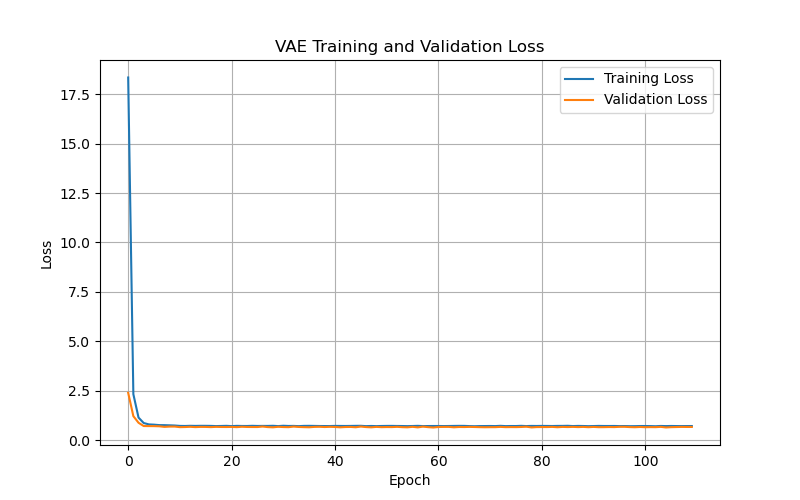 VAE Training and Validation Loss
Training Loss
Validation Loss
17.5
15.0
12.5
10.0
7.5
5.0
2.5
0.0
Loss
0 20 40 60 80 100
Epoch